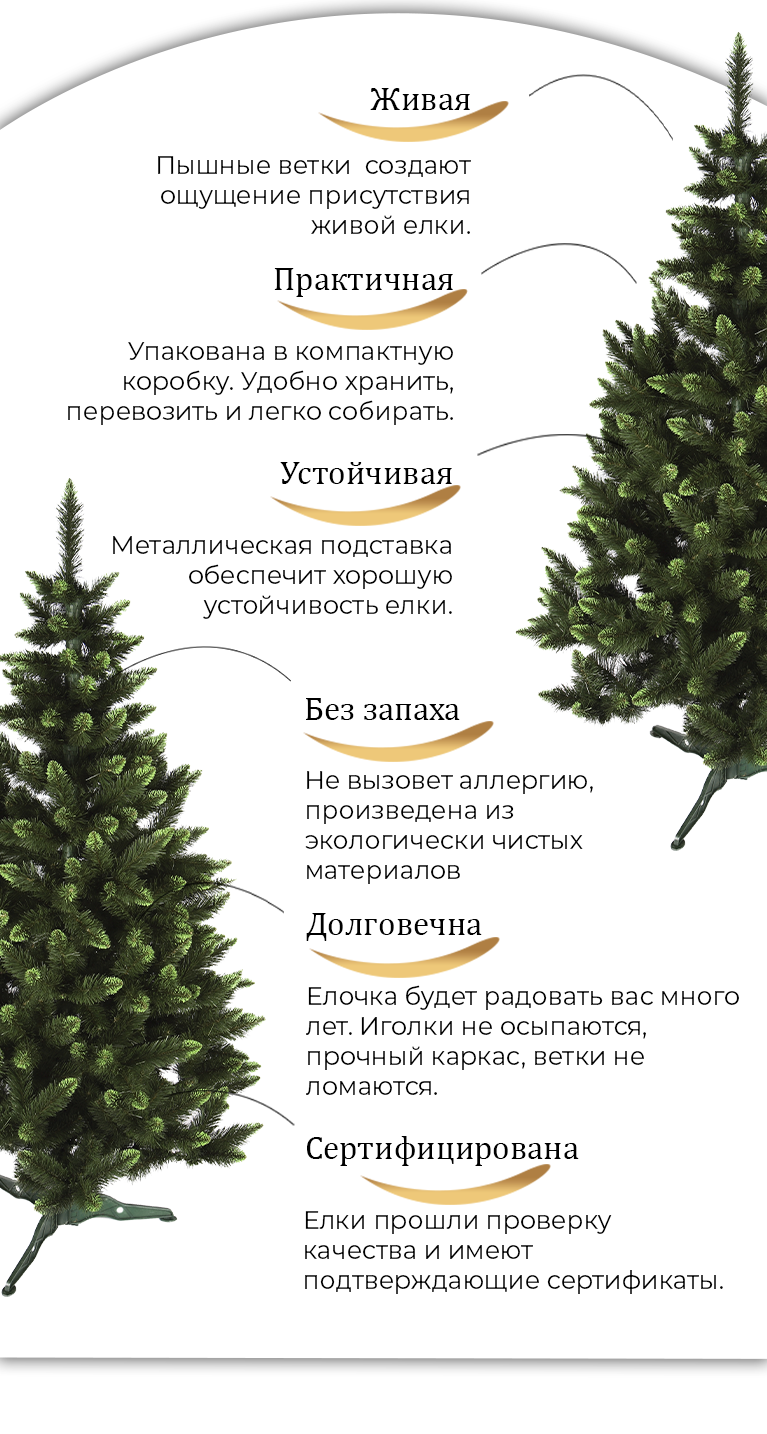 Живая
Пышные ветки  создают
ощущение присутствия
живой елки.
Практичная
Упакована в компактную
коробку. Удобно хранить,
перевозить и легко собирать.
Устойчивая
Металлическая подставка
обеспечит хорошую
устойчивость елки.
Без запаха
Не вызовет аллергию,
произведена из
экологически чистых
материалов
Долговечна
Елочка будет радовать вас много
лет. Иголки не осыпаются,
прочный каркас, ветки не
ломаются.
Сертифицирована
Елки прошли проверку
качества и имеют
подтверждающие сертификаты.